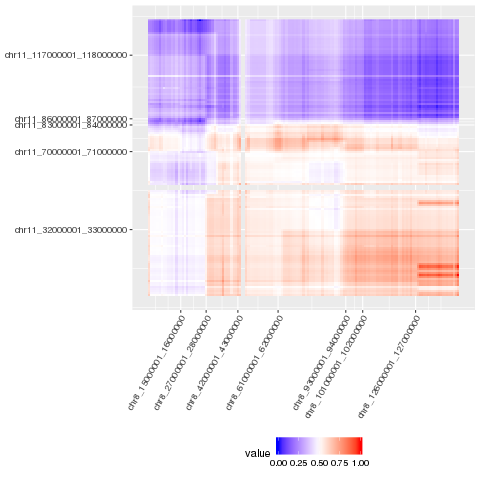 chr11_117000001_118000000
chr11_86000001_87000000
chr11_83000001_84000000
chr11_70000001_71000000
chr11_32000001_33000000
chr8_15000001_16000000
chr8_27000001_28000000
chr8_42000001_43000000
chr8_61000001_62000000
chr8_93000001_94000000
chr8_101000001_102000000
chr8_126000001_127000000
value
0.00 0.25 0.50 0.75 1.00